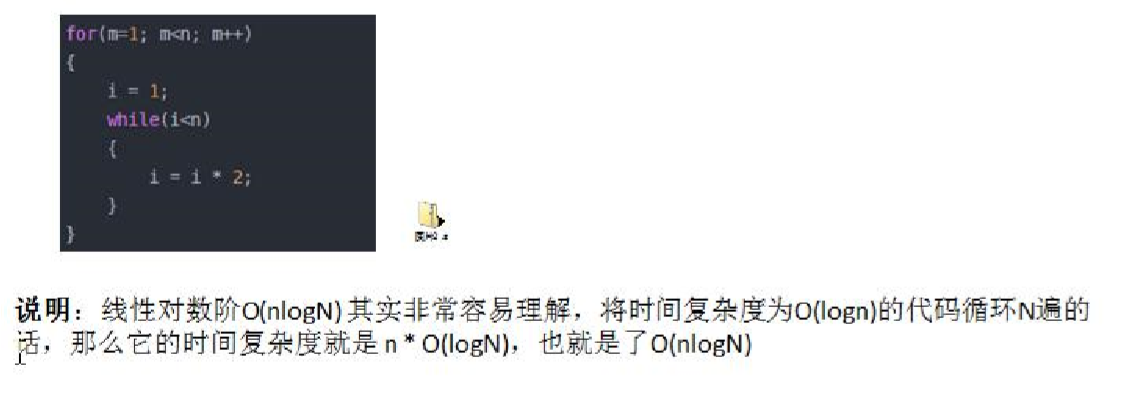 for(m=1; m<n; m++)
{
i = 1;
while(i<n)
{
i = i * 2;
}
}
说明：线性对数阶O(nlogN) 其实非常容易理解，将时间复杂度为O(logn)的代码循环N遍的
话，那么它的时间复杂度就是 n * O(logN)，也就是了O(nlogN)